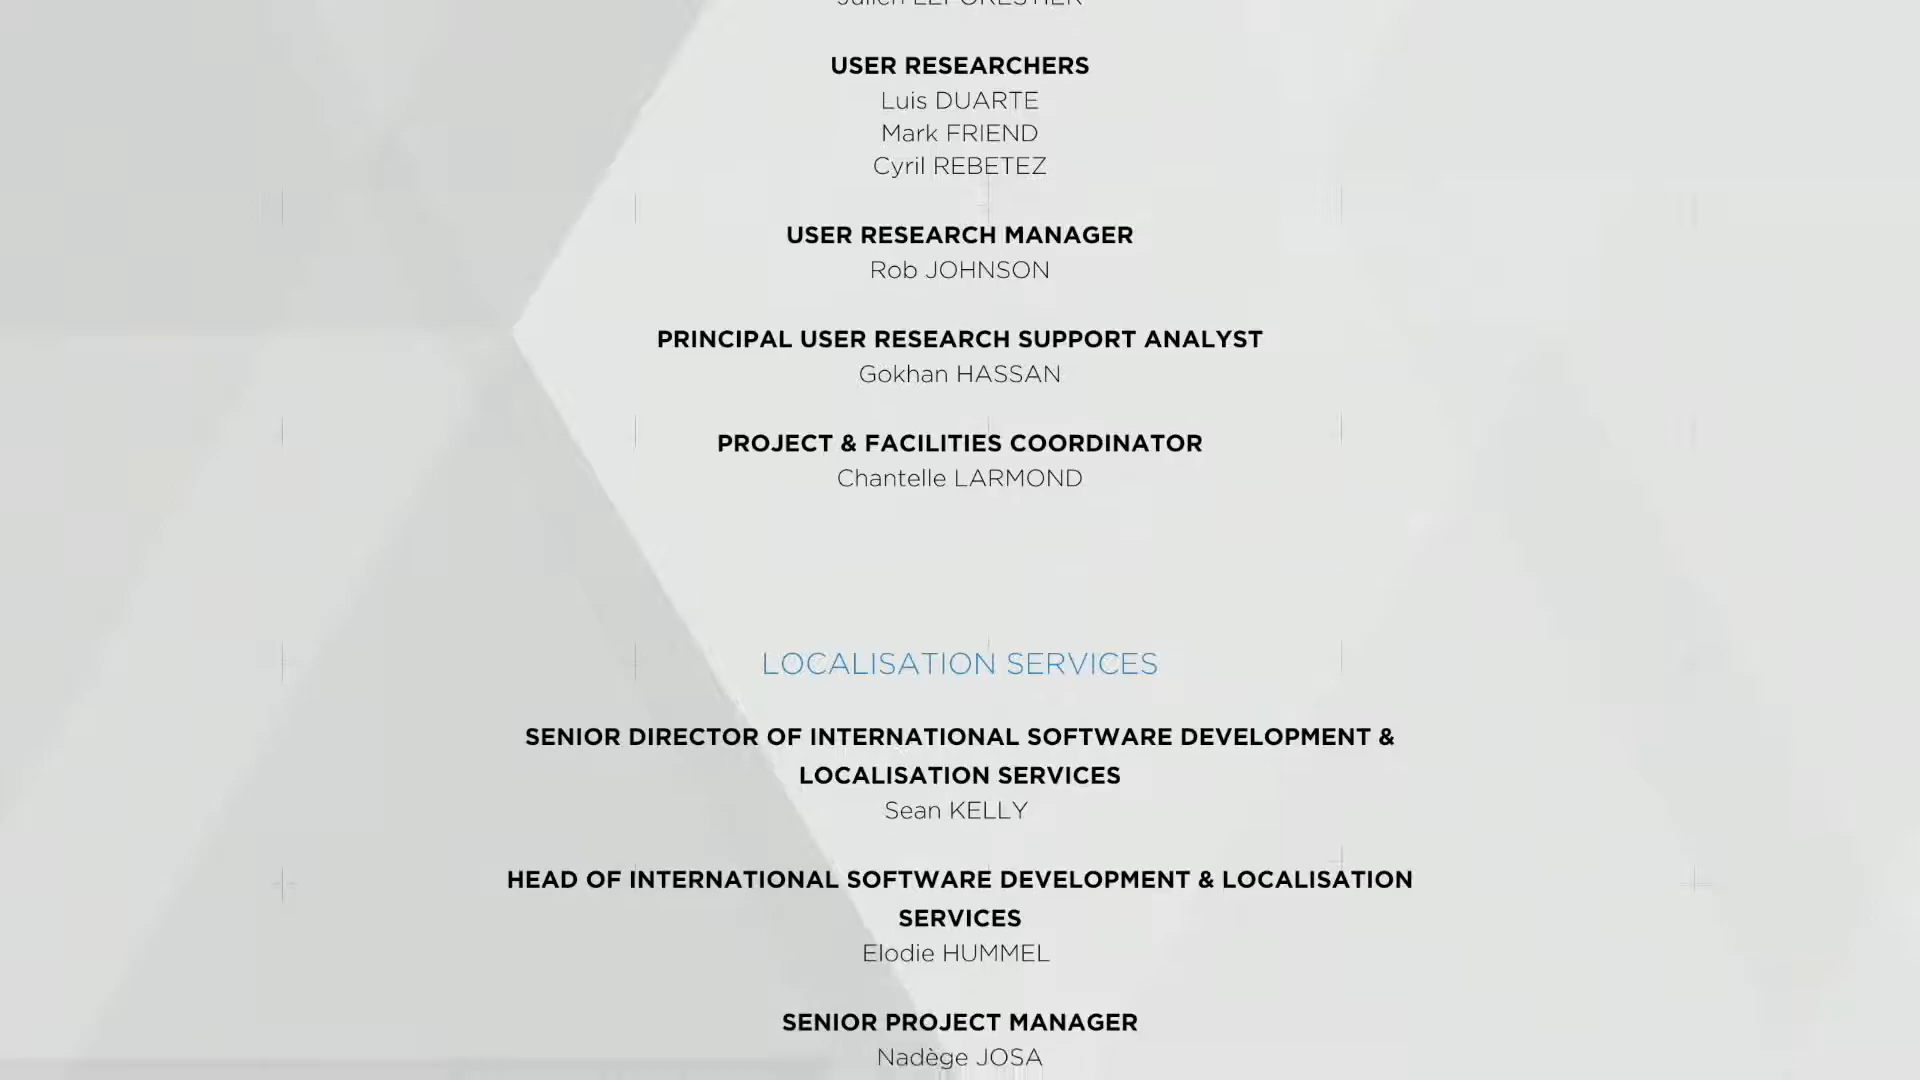 Julien LEFORESTIER
USER RESEARCHERS
Luis DUARTE
Mark FRIEND
Cyril REBETEZ
USER RESEARCH MANAGER
Rob JOHNSON
PRINCIPAL USER RESEARCH SUPPORT ANALYST
Gokhan HASSAN
PROJECT & FACILITIES COORDINATOR
Chantelle LARMOND
LOCALISATION SERVICES
SENIOR DIRECTOR OF INTERNATIONAL SOFTWARE DEVELOPMENT &
LOCALISATION SERVICES
Sean KELLY
HEAD OF INTERNATIONAL SOFTWARE DEVELOPMENT & LOCALISATION
SERVICES
Elodie HUMMEL
SENIOR PROJECT MANAGER
Nadège JOSA